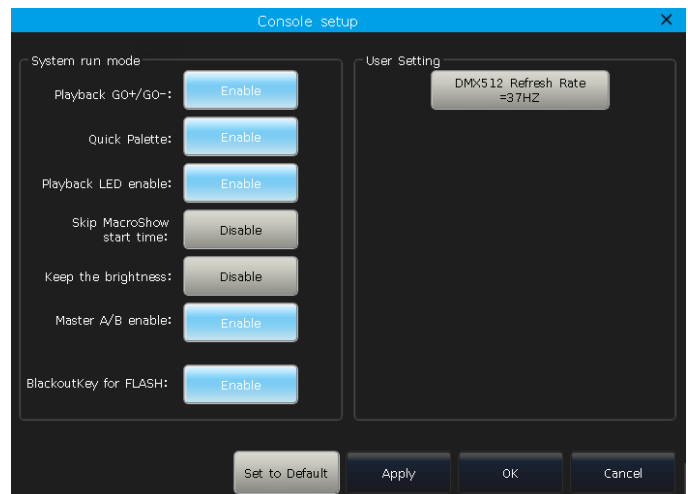 Console setup
System run mode
Playback GO+/GO-:
Enable
Quick Palette:
Enable
Playback LED enable:
Enable
Skip MacroShow
start time:
Disable
Keep the brightness:
Disable
Master A/B enable:
Enable
BlackoutKey for FLASH:
Enable
User Setting
DMX512 Refresh Rate
=37HZ
Set to Default
Apply
OK
Cancel